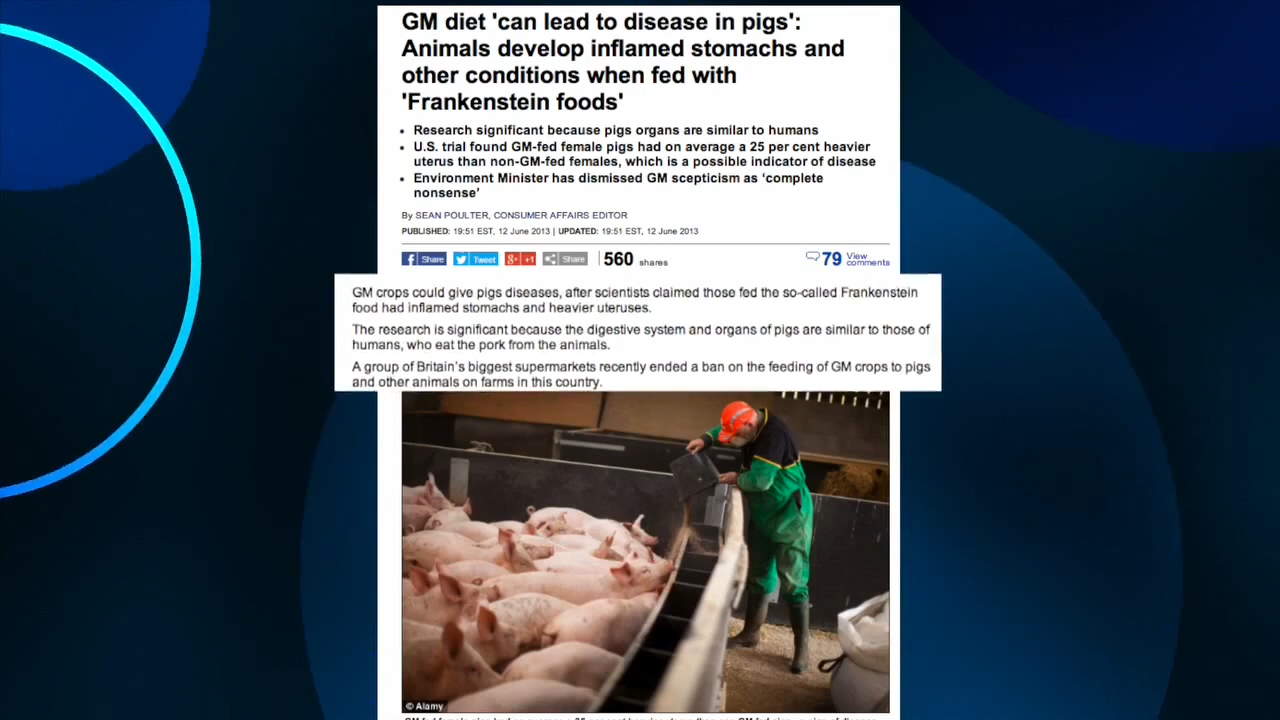 GM diet 'can lead to disease in pigs':
Animals develop inflamed stomachs and
other conditions when fed with
'Frankenstein foods'
Research significant because pigs organs are similar to humans
U.S. trial found GM-fed female pigs had on average a 25 per cent heavier
uterus than non-GM-fed females, which is a possible indicator of disease
Environment Minister has dismissed GM scepticism as ‘complete
nonsense’
By SEAN POULTER, CONSUMER AFFAIRS EDITOR
PUBLISHED: 19:51 EST, 12 June 2013 | UPDATED: 19:51 EST, 12 June 2013
Share Tweet +1 Share 560 shares 79 View comments
GM crops could give pigs diseases, after scientists claimed those fed the so-called Frankenstein
food had inflamed stomachs and heavier uteruses.
The research is significant because the digestive system and organs of pigs are similar to those of
humans, who eat the pork from the animals.
A group of Britain's biggest supermarkets recently ended a ban on the feeding of GM crops to pigs
and other animals on farms in this country.
© Alamy